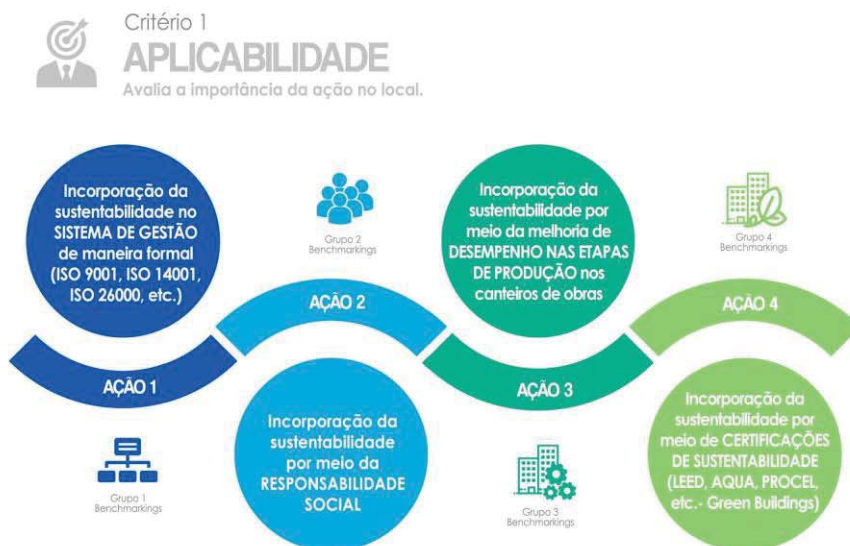 Critério 1
APLICABILIDADE
Avalia a importância da ação no local.
Incorporação da
sustentabilidade no
SISTEMA DE GESTÃO
de maneira formal
(ISO 9001, ISO 14001,
ISO 26000, etc.)
AÇÃO 1
Grupo 1
Benchmarkings
Grupo 2
Benchmarkings
AÇÃO 2
Incorporação da
sustentabilidade
por meio da
RESPONSABILIDADE
SOCIAL
Incorporação da
sustentabilidade por
meio da melhoria de
DESEMPENHO NAS ETAPAS
DE PRODUÇÃO nos
canteiros de obras
AÇÃO 3
Grupo 3
Benchmarkings
Grupo 4
Benchmarkings
AÇÃO 4
Incorporação da
sustentabilidade por
meio de CERTIFICAÇÕES
DE SUSTENTABILIDADE
(LEED, AQUA, PROCEL,
etc.- Green Buildings)